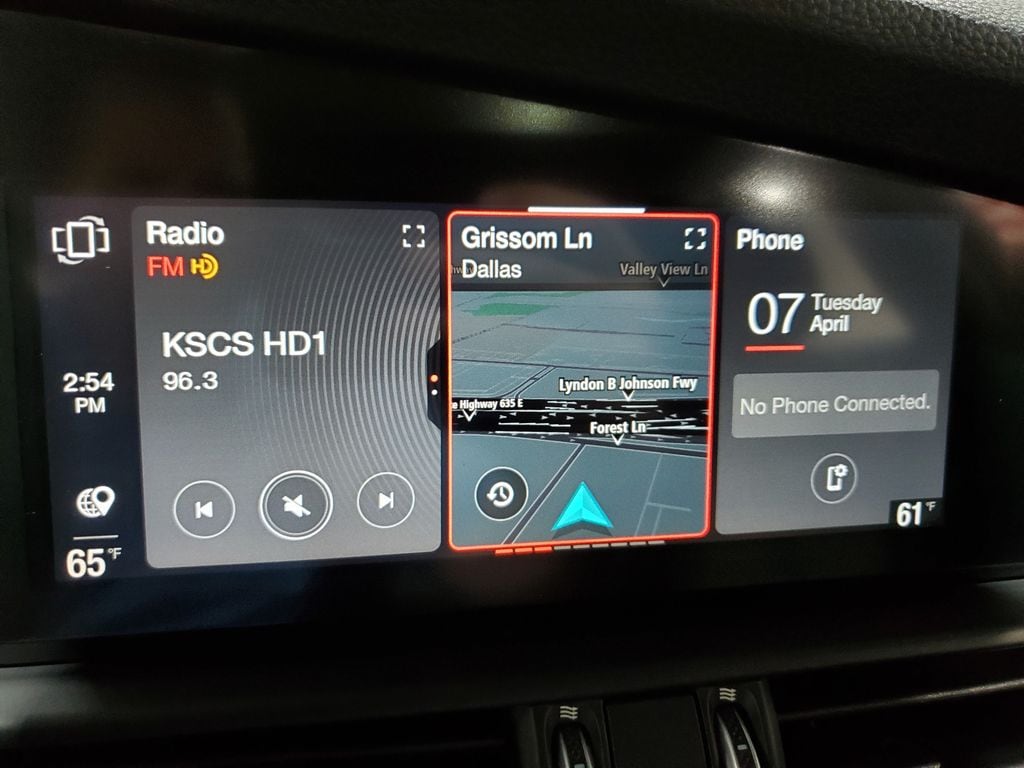 Radio
FM HD
KSCS HD1
96.3
2:54
PM
65°F
Grissom Ln
Dallas
Valley View Ln
Lyndon B Johnson Fwy
e Highway 635 E
Forest Ln
Phone
07 Tuesday
April
No Phone Connected.
61°F